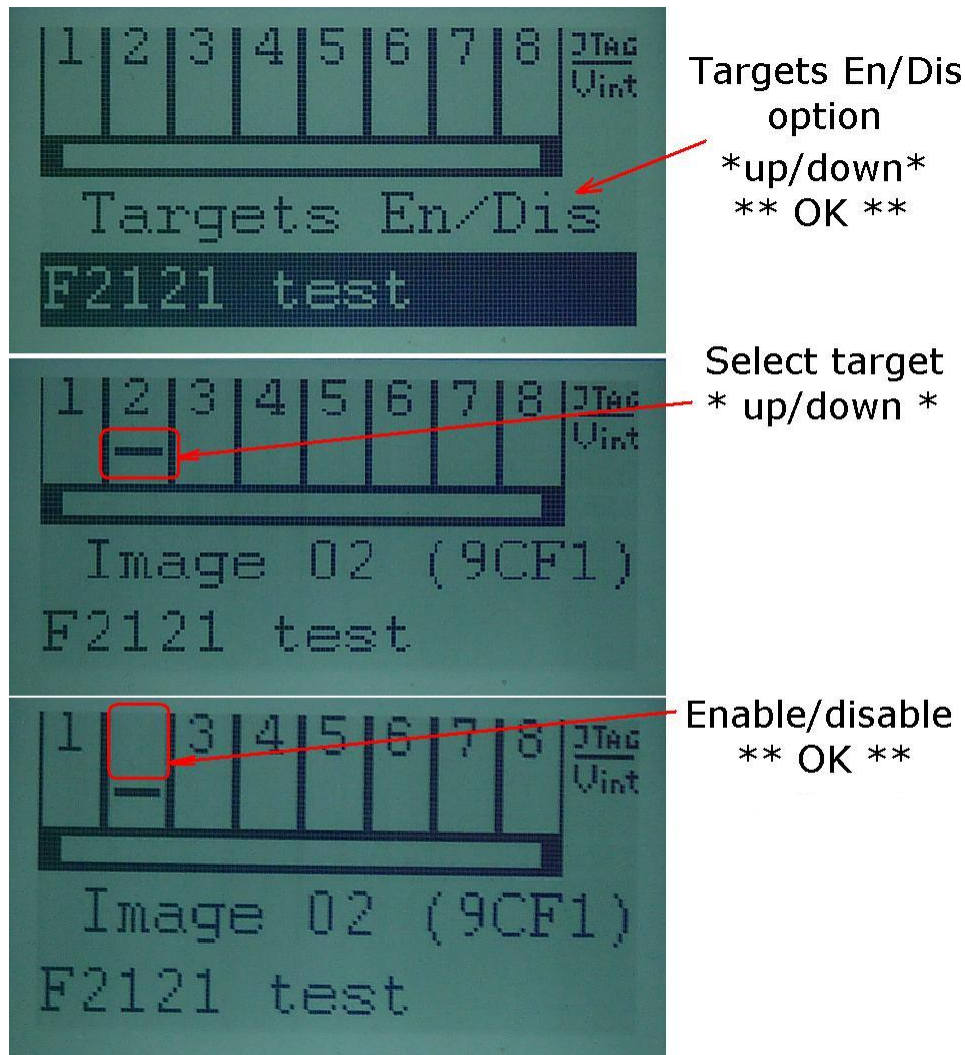 1 2 3 4 5 6 7 8 JTAG
Vint
Targets En/Dis
F2121 test
Targets En/Dis
option
*up/down*
** OK **
1 2 3 4 5 6 7 8 JTAG
Vint
Image 02 (9CF1)
F2121 test
Select target
* up/down *
1 3 4 5 6 7 8 JTAG
Vint
Image 02 (9CF1)
F2121 test
Enable/disable
** OK **